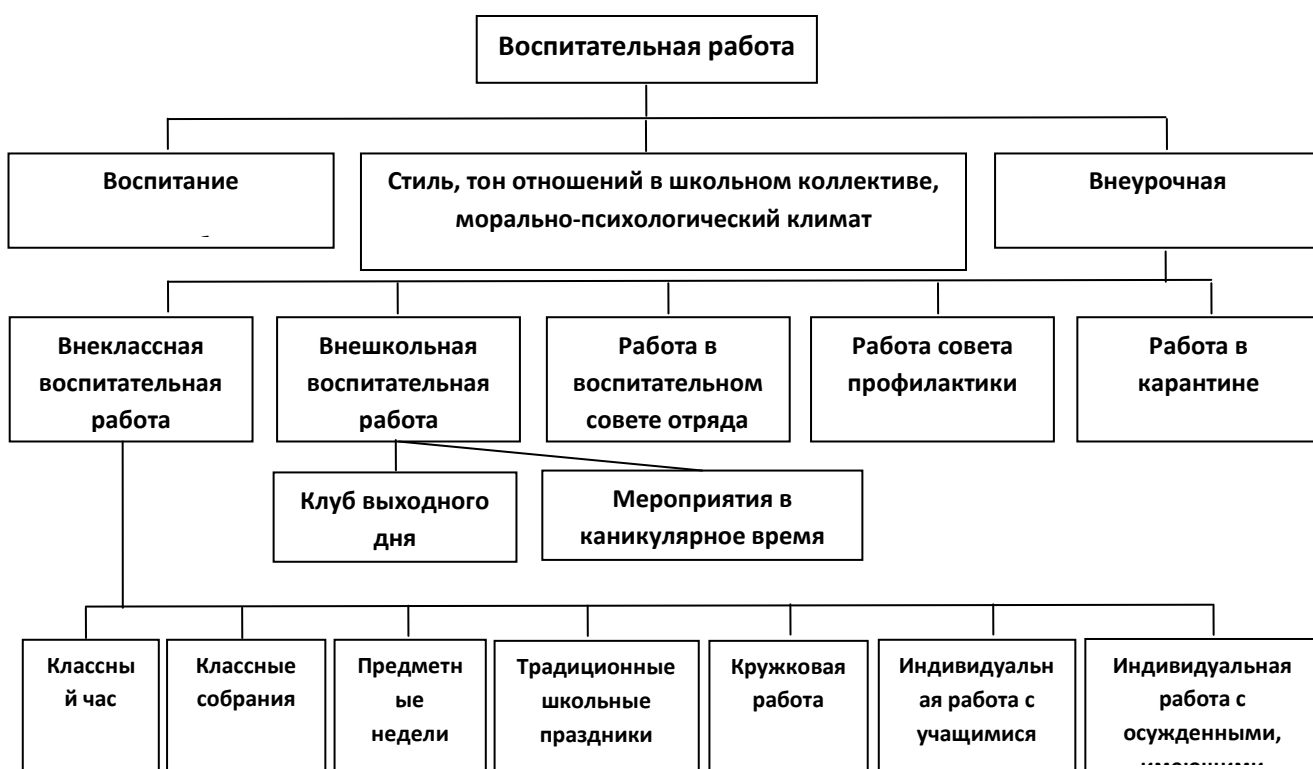 Воспитательная работа
Воспитание
Стиль, тон отношений в школьном коллективе,
морально-психологический климат
Внеурочная
Внеклассная
воспитательная
работа
Внешкольная
воспитательная
работа
Работа в
воспитательном
совете отряда
Работа совета
профилактики
Работа в
карантине
Клуб выходного
дня
Мероприятия в
каникулярное время
Классны
й час
Классные
собрания
Предметн
ые
недели
Традиционные
школьные
праздники
Кружковая
работа
Индивидуальн
ая работа с
учащимися
Индивидуальная
работа с
осужденными,